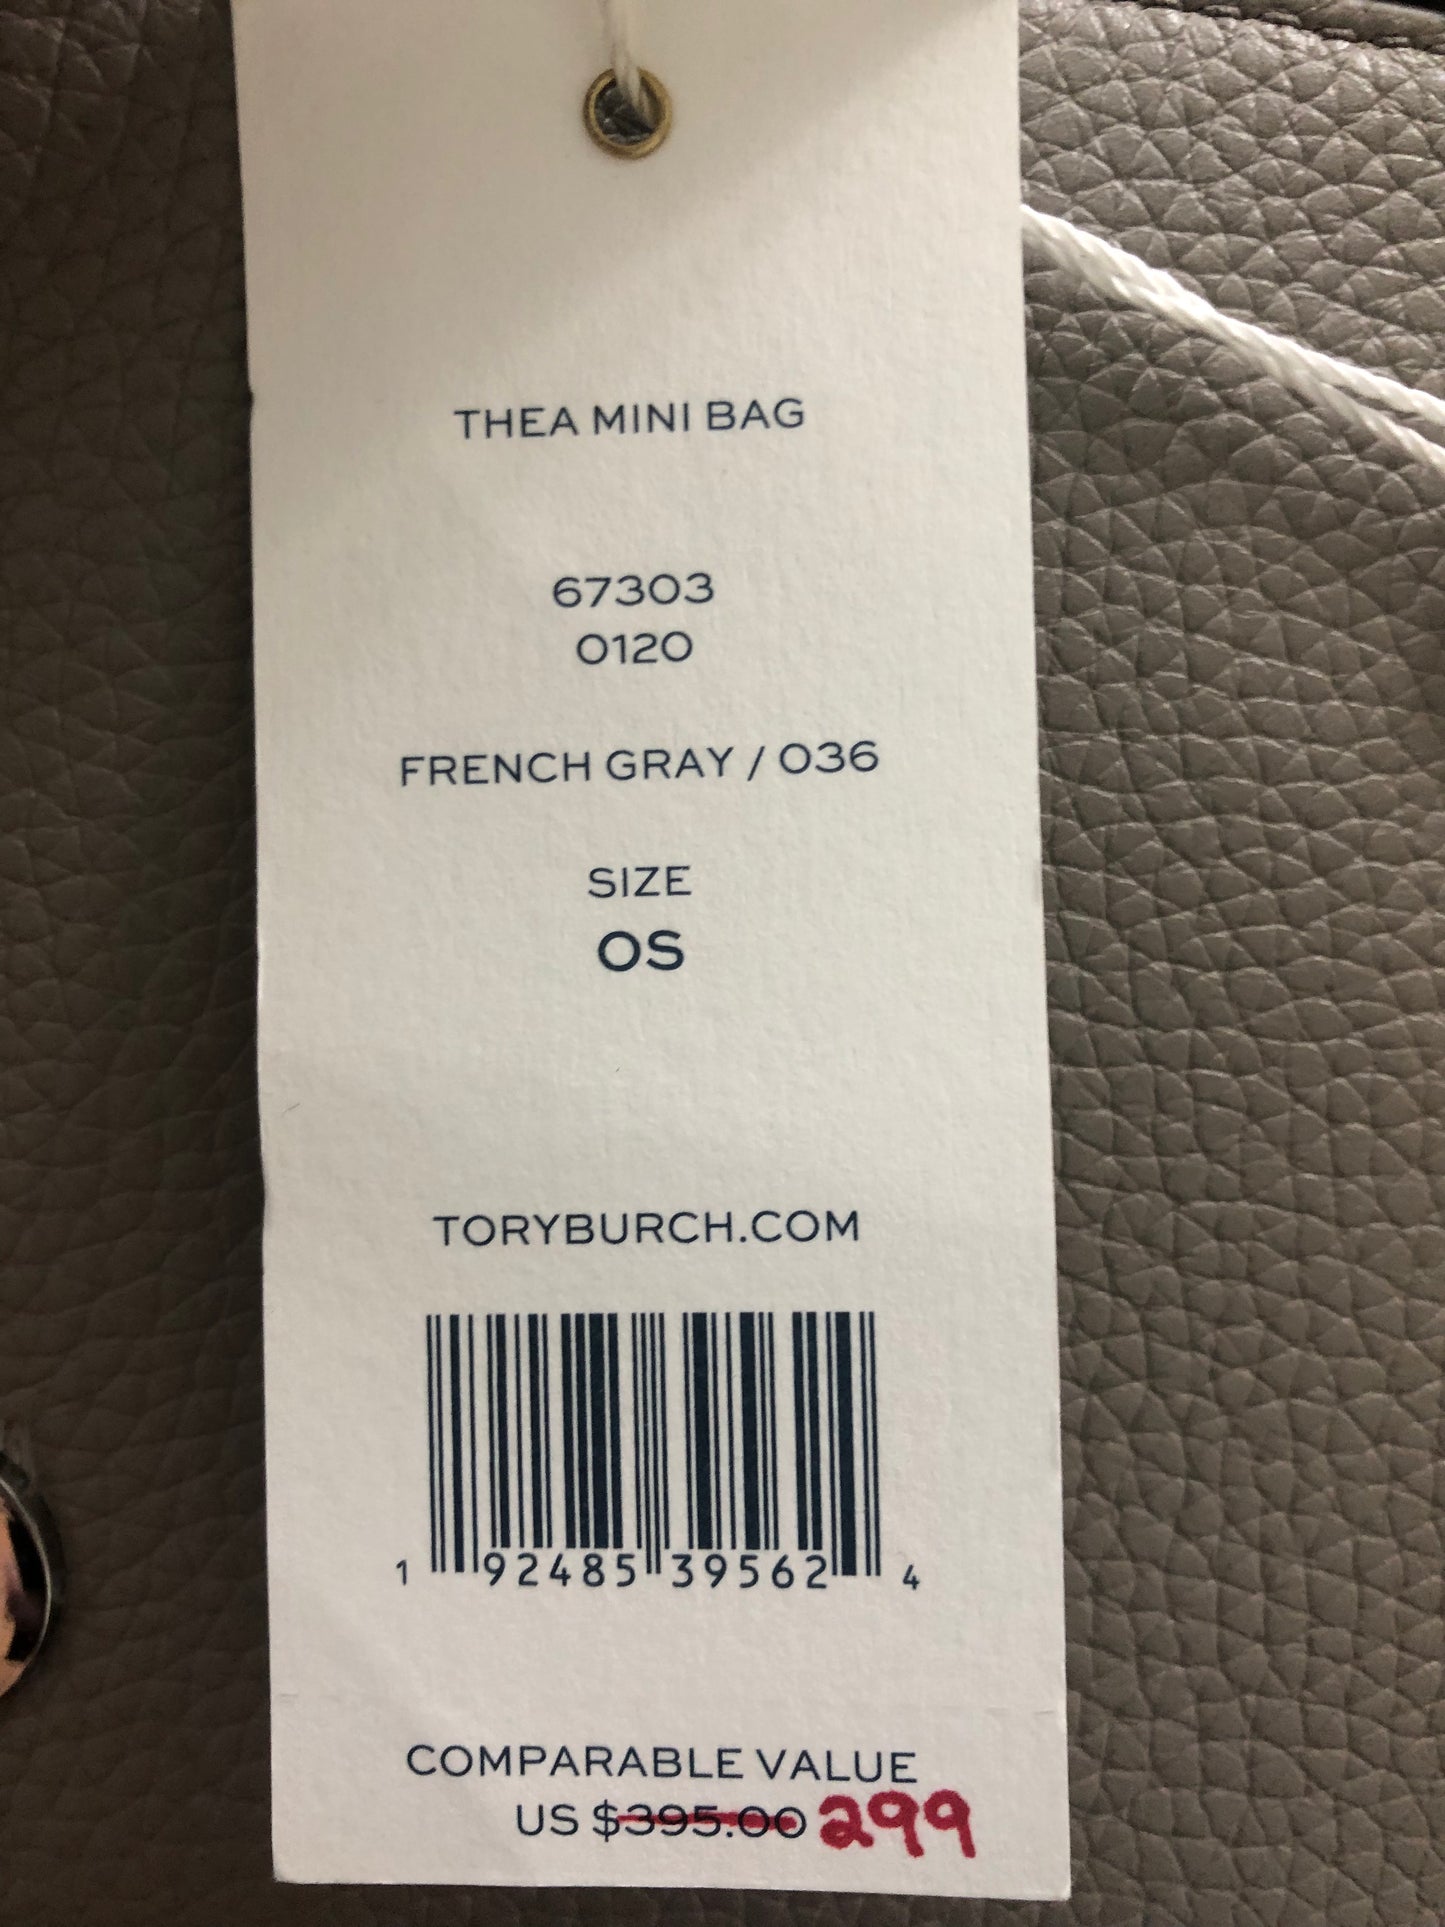 THEA MINI BAG
67303
0120
FRENCH GRAY / 036
SIZE
OS
TORYBURCH.COM
1 92485 39562 4
COMPARABLE VALUE
US $395.00 299